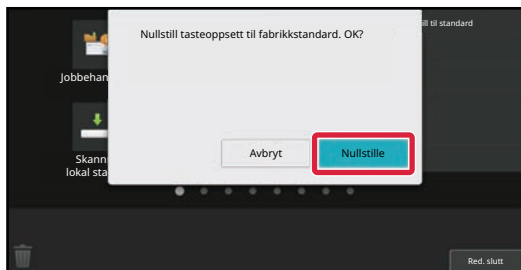 Nullstill tasteoppsett til fabrikkstandard. OK?
ill til standard
Jobbehan
Skann
lokal sta
Avbryt
Nullstille
Red. slutt